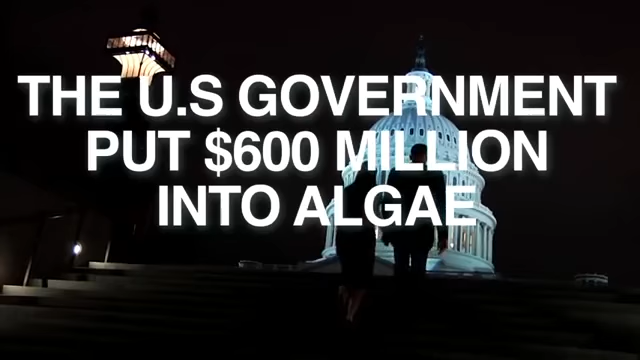 THE U.S GOVERNMENT
PUT $600 MILLION
INTO ALGAE